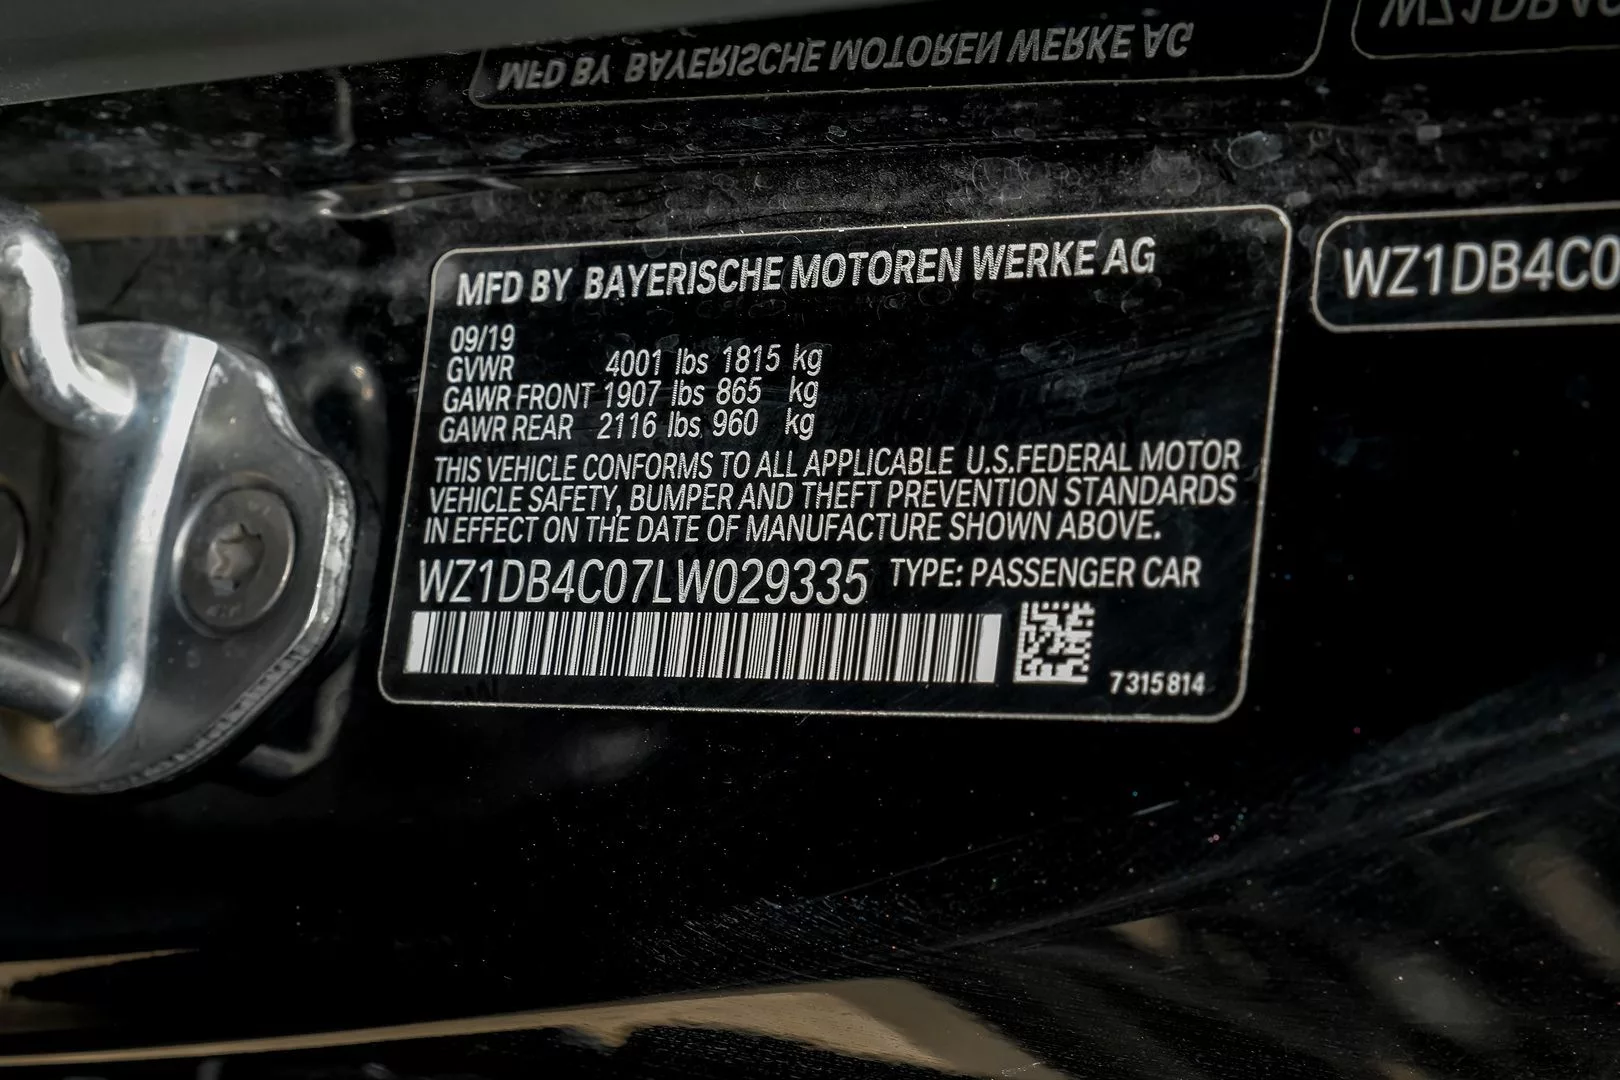 MFD BY BAYERISCHE MOTOREN WERKE AG
WZ1DB4C
MFD BY BAYERISCHE MOTOREN WERKE AG
09/19
GVWR 4001 lbs 1815 kg
GAWR FRONT 1907 lbs 865 kg
GAWR REAR 2116 lbs 960 kg
THIS VEHICLE CONFORMS TO ALL APPLICABLE U.S.FEDERAL MOTOR
VEHICLE SAFETY, BUMPER AND THEFT PREVENTION STANDARDS
IN EFFECT ON THE DATE OF MANUFACTURE SHOWN ABOVE.
WZ1DB4C07LW029335 TYPE: PASSENGER CAR
7315814
WZ1DB4C0